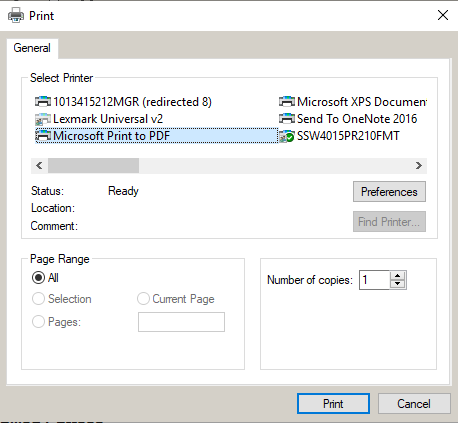 Print
General
Select Printer
1013415212MGR (redirected 8)
Microsoft XPS Documen
Lexmark Universal v2
Send To OneNote 2016
Microsoft Print to PDF
SSW4015PR210FMT
Status: Ready
Preferences
Location:
Comment:
Find Printer...
Page Range
All
Number of copies: 1
Selection
Current Page
Pages:
Print
Cancel